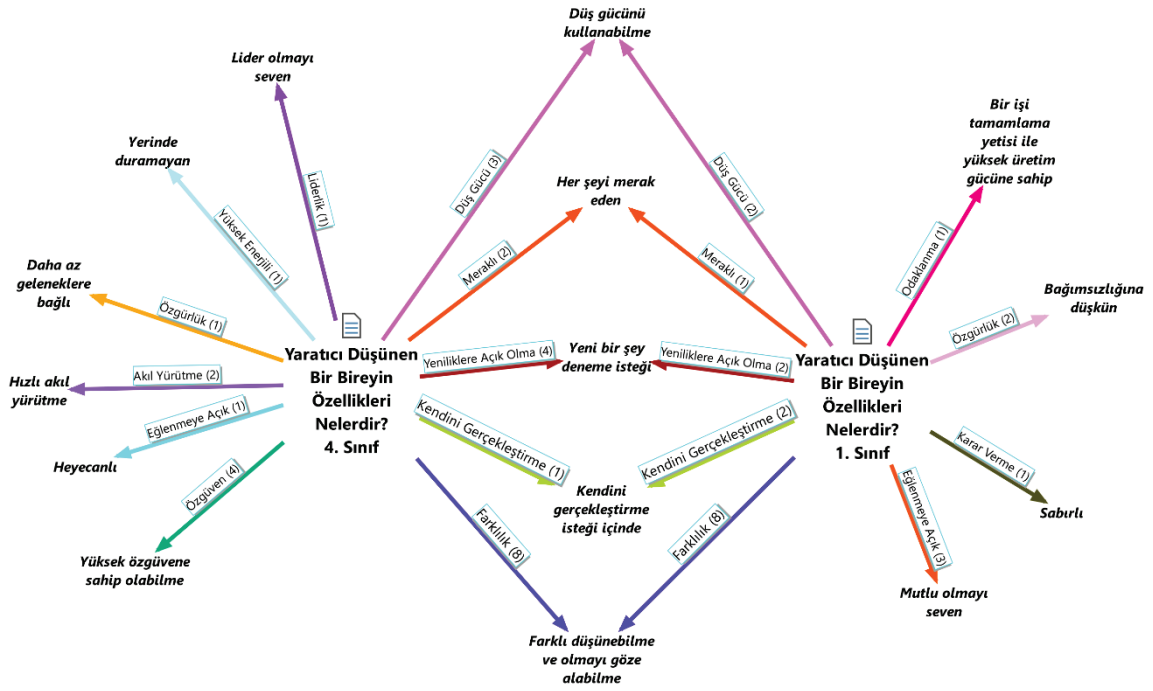 Düş gücünü
kullanabilme
Lider olmayı
seven
Bir işi
tamamlama
yetisi ile
yüksek üretim
gücüne sahip
Yerinde
duramayan
Her şeyi merak
eden
Düş Gücü (3)
Düş Gücü (2)
Liderlik (1)
Yüksek Enerjili (1)
Meraklı (2)
Meraklı (1)
Odaklanma (1)
Daha az
geleneklere
bağlı
Özgürlük (1)
Bağımsızlığına
düşkün
Özgürlük (2)
Yaratıcı Düşünen
Bir Bireyin
Özellikleri
Nelerdir?
4. Sınıf
Yeniliklere Açık Olma (4)
Yeni bir şey
deneme isteği
Yeniliklere Açık Olma (2)
Yaratıcı Düşünen
Bir Bireyin
Özellikleri
Nelerdir?
1. Sınıf
Hızlı akıl
yürütme
Akıl Yürütme (2)
Eğlenmeye Açık (1)
Heyecanlı
Özgüven (4)
Kendini Gerçekleştirme (1)
Kendini Gerçekleştirme (2)
Kendini
gerçekleştirme
isteği içinde
Karar Verme (1)
Sabırlı
Eğlenmeye Açık (3)
Yüksek özgüvene
sahip olabilme
Farklılık (8)
Farklılık (8)
Mutlu olmayı
seven
Farklı düşünebilme
ve olmayı göze
alabilme